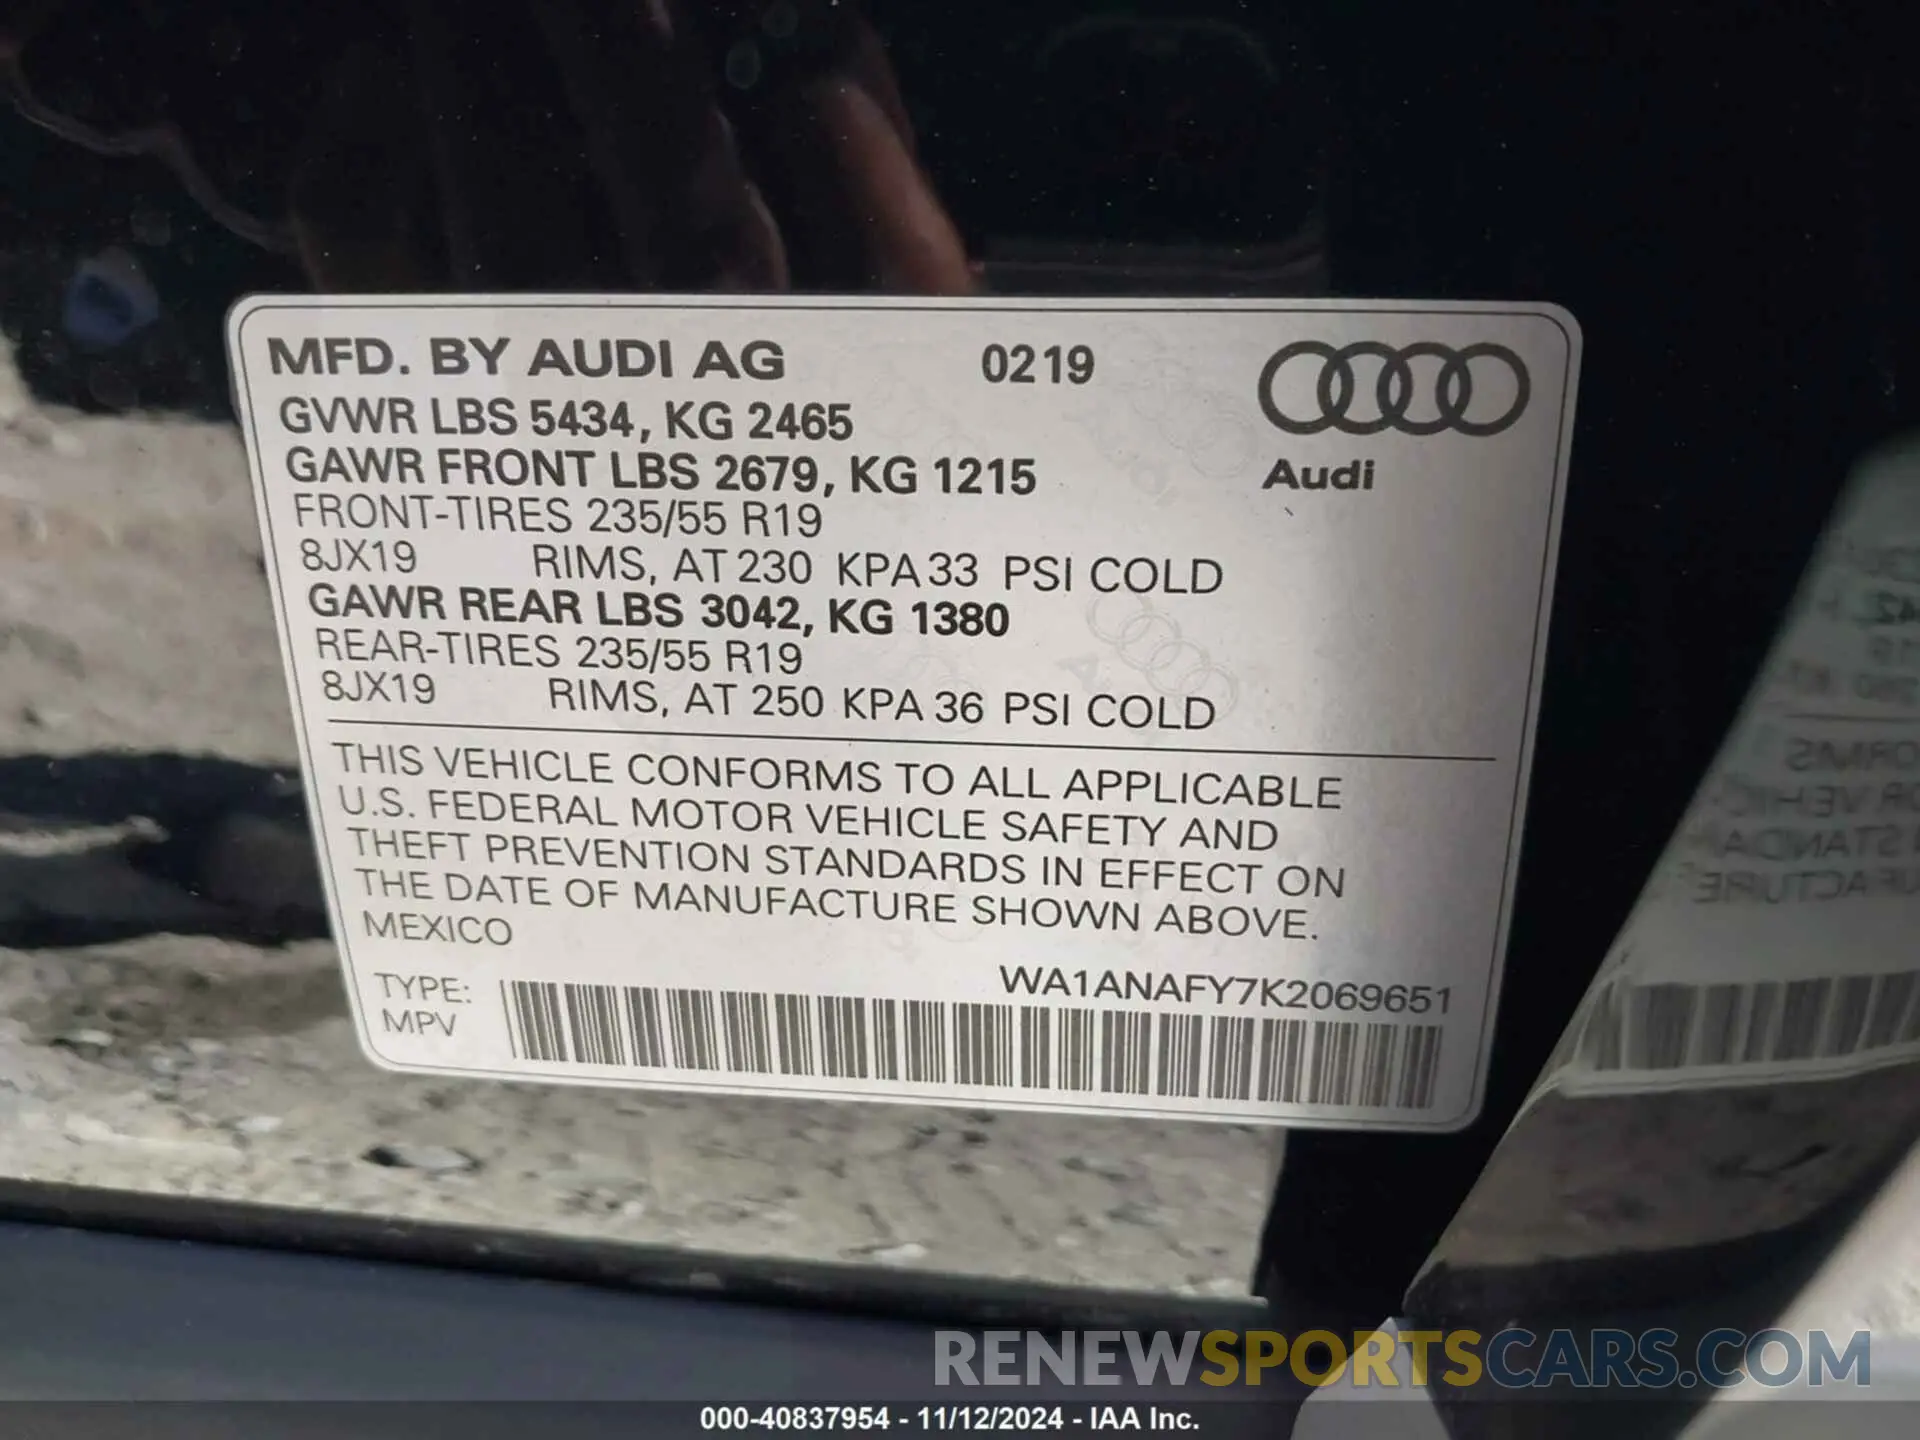 MFD. BY AUDI AG 0219
GVWR LBS 5434, KG 2465
GAWR FRONT LBS 2679, KG 1215
Audi
FRONT-TIRES 235/55 R19
8JX19 RIMS, AT 230 KPA 33 PSI COLD
GAWR REAR LBS 3042, KG 1380
REAR-TIRES 235/55 R19
8JX19 RIMS, AT 250 KPA 36 PSI COLD
THIS VEHICLE CONFORMS TO ALL APPLICABLE
U.S. FEDERAL MOTOR VEHICLE SAFETY AND
THEFT PREVENTION STANDARDS IN EFFECT ON
THE DATE OF MANUFACTURE SHOWN ABOVE.
MEXICO
WA1ANAFY7K2069651
TYPE:
MPV
RENEWSPORTSCARS.COM
000-40837954 - 11/12/2024 - IAA Inc.